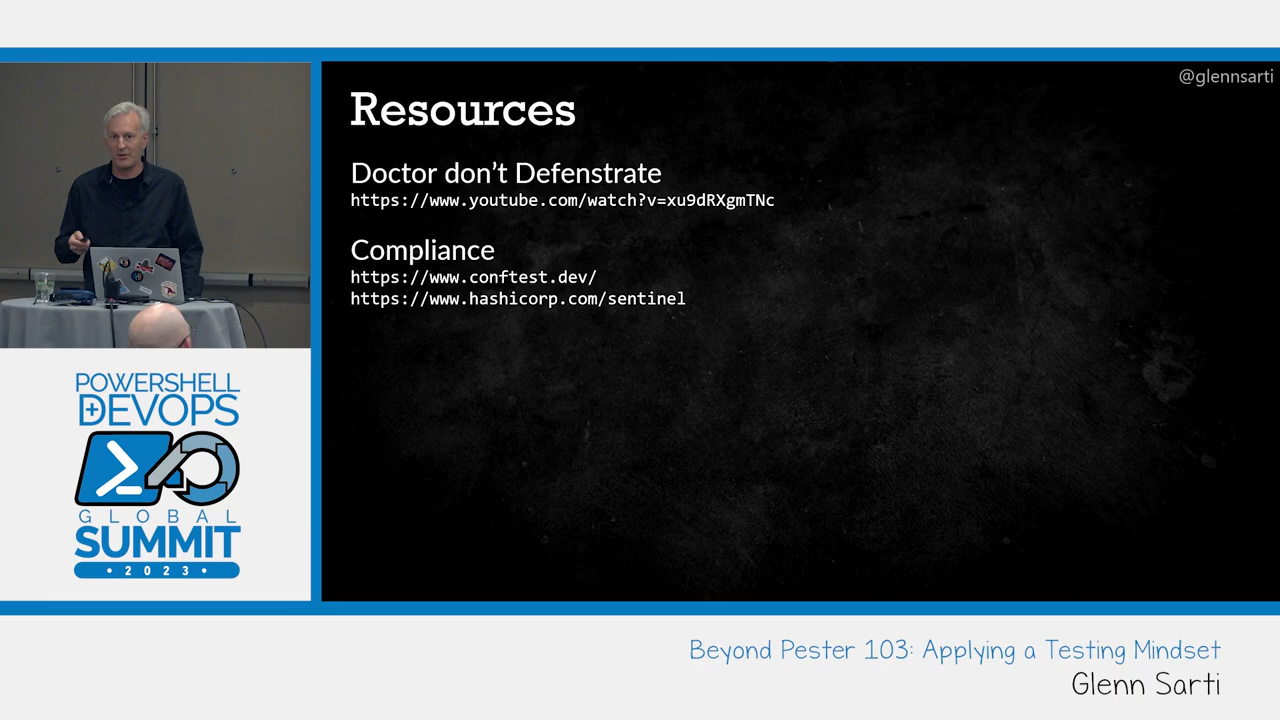 @glennsarti
Resources
Doctor don’t Defenstrate
https://www.youtube.com/watch?v=xu9dRXgmTNc
Compliance
https://www.conftest.dev/
https://www.hashicorp.com/sentinel
POWERSHELL
+DEVOPS
GLOBAL
SUMMIT
• 2023 •
Beyond Pester 103: Applying a Testing Mindset
Glenn Sarti